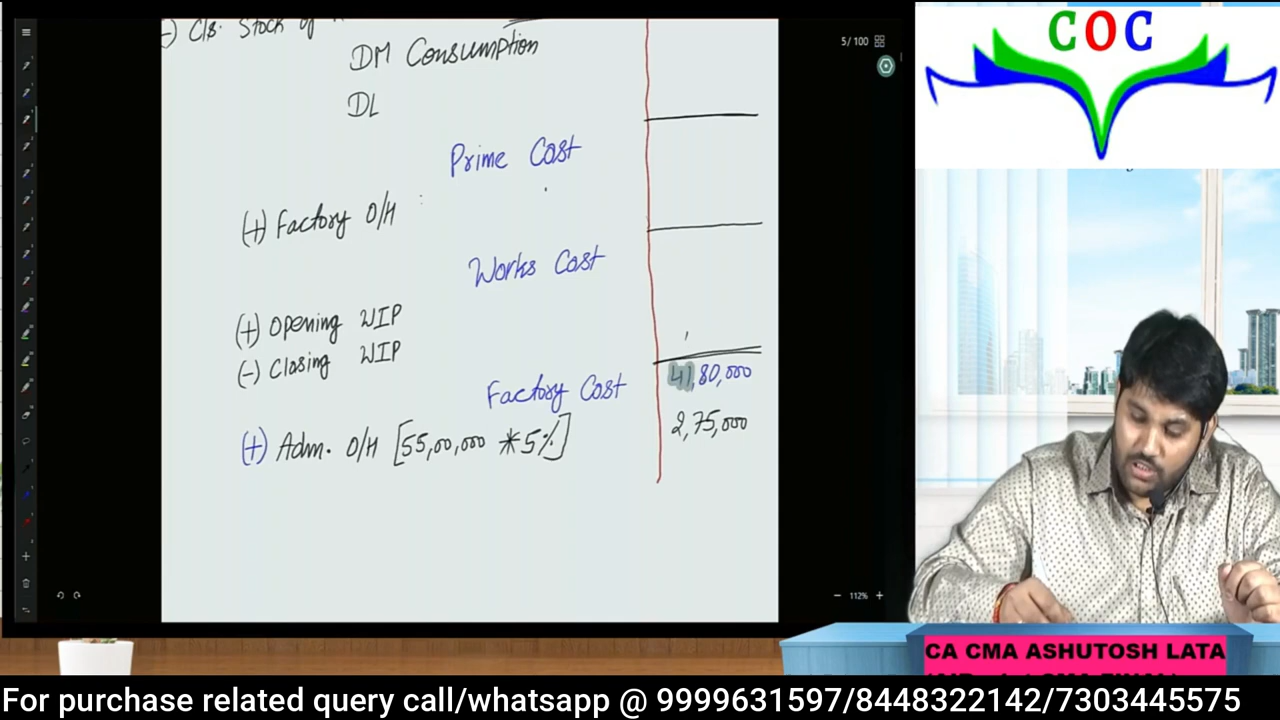 (-) Cls. Stock of
DM Consumption
DL
Prime Cost
(+) Factory O/H
Works Cost
(+) Opening WIP
(-) Closing WIP
Factory Cost 41,80,000
(+) Adm. O/H [55,00,000 * 5%] 2,75,000
5 / 100
112%
COC
CA CMA ASHUTOSH LATA
For purchase related query call/whatsapp @ 9999631597/8448322142/7303445575